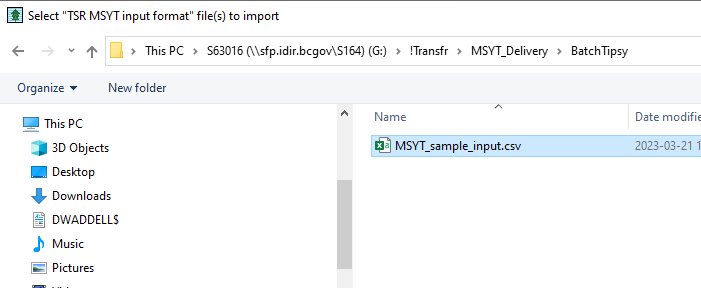 Select "TSR MSYT input format" file(s) to import
This PC > S63016 (\\sfp.idir.bcgov\S164) (G:) > !Transfr > MSYT_Delivery > BatchTipsy
Organize New folder
Name Date modifie
This PC
3D Objects
Desktop
Downloads
DWADDELL$
Music
Pictures
MSYT_sample_input.csv 2023-03-21 1